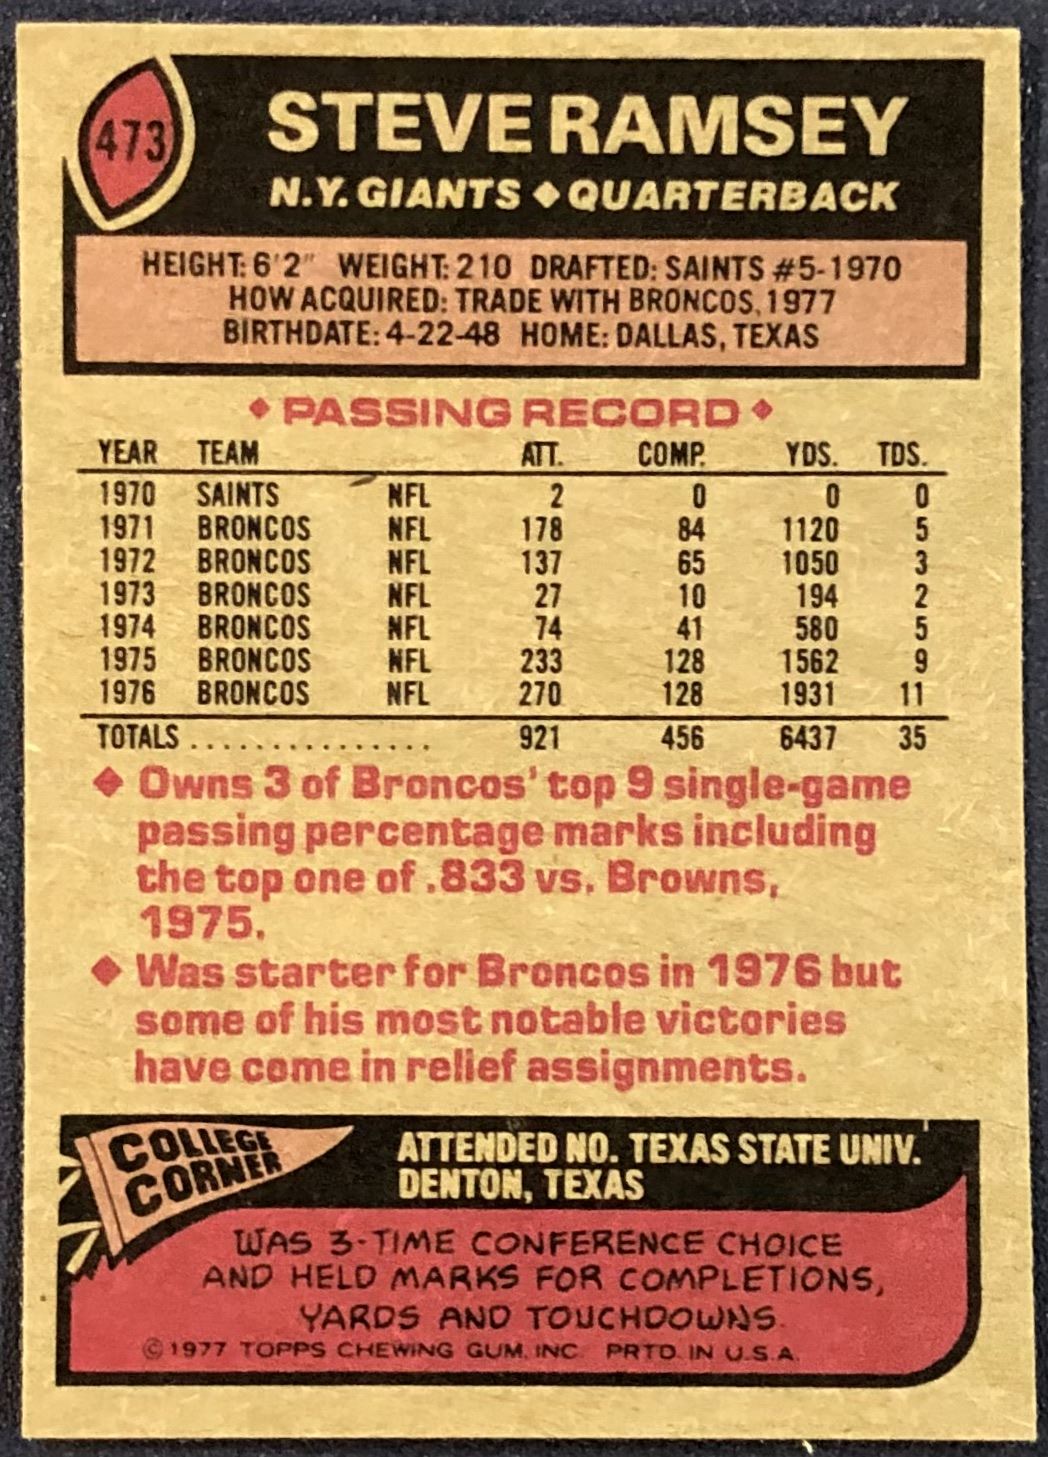 473
STEVE RAMSEY
N.Y. GIANTS ◆ QUARTERBACK
HEIGHT: 6'2" WEIGHT: 210 DRAFTED: SAINTS #5-1970
HOW ACQUIRED: TRADE WITH BRONCOS, 1977
BIRTHDATE: 4-22-48 HOME: DALLAS, TEXAS
◆ PASSING RECORD ◆
YEAR TEAM ATT. COMP. YDS. TDS.
1970 SAINTS NFL 2 0 0 0
1971 BRONCOS NFL 178 84 1120 5
1972 BRONCOS NFL 137 65 1050 3
1973 BRONCOS NFL 27 10 194 2
1974 BRONCOS NFL 74 41 580 5
1975 BRONCOS NFL 233 128 1562 9
1976 BRONCOS NFL 270 128 1931 11
TOTALS ............... 921 456 6437 35
◆ Owns 3 of Broncos' top 9 single-game
passing percentage marks including
the top one of .833 vs. Browns,
1975.
◆ Was starter for Broncos in 1976 but
some of his most notable victories
have come in relief assignments.
COLLEGE
CORNER
ATTENDED NO. TEXAS STATE UNIV.
DENTON, TEXAS
WAS 3-TIME CONFERENCE CHOICE
AND HELD MARKS FOR COMPLETIONS,
YARDS AND TOUCHDOWNS.
©1977 TOPPS CHEWING GUM, INC. PRTD. IN U.S.A.